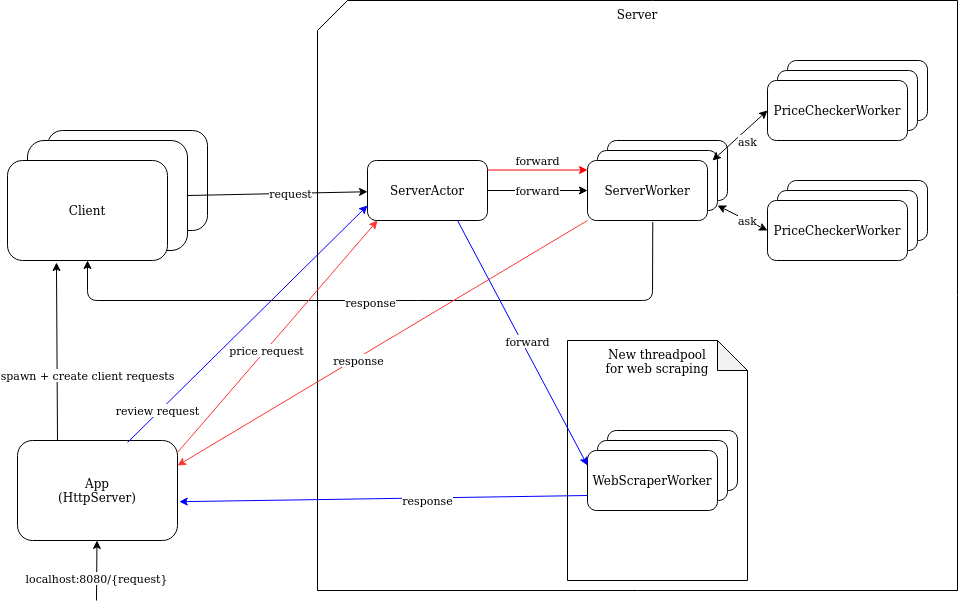 Server
PriceCheckerWorker
ask
forward
ServerActor
forward
ServerWorker
request
Client
ask
PriceCheckerWorker
response
forward
price request
response
New threadpool
for web scraping
spawn + create client requests
review request
App
(HttpServer)
WebScraperWorker
response
localhost:8080/{request}